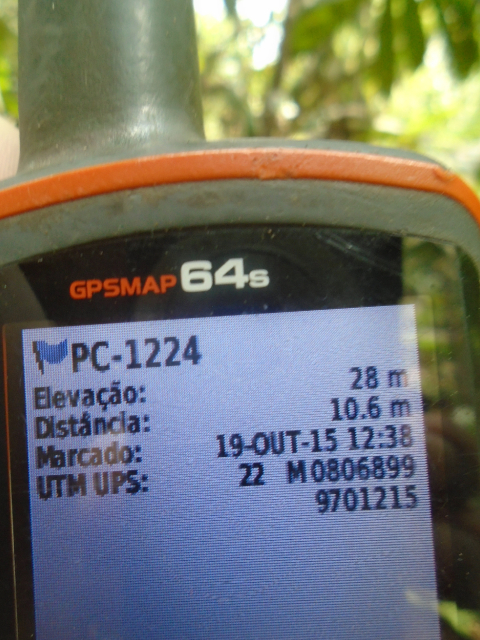 GPSMAP 64s
PC-1224
Elevação: 28 m
Distância: 10.6 m
Marcado: 19-OUT-15 12:38
UTM UPS: 22 M 0806899
9701215